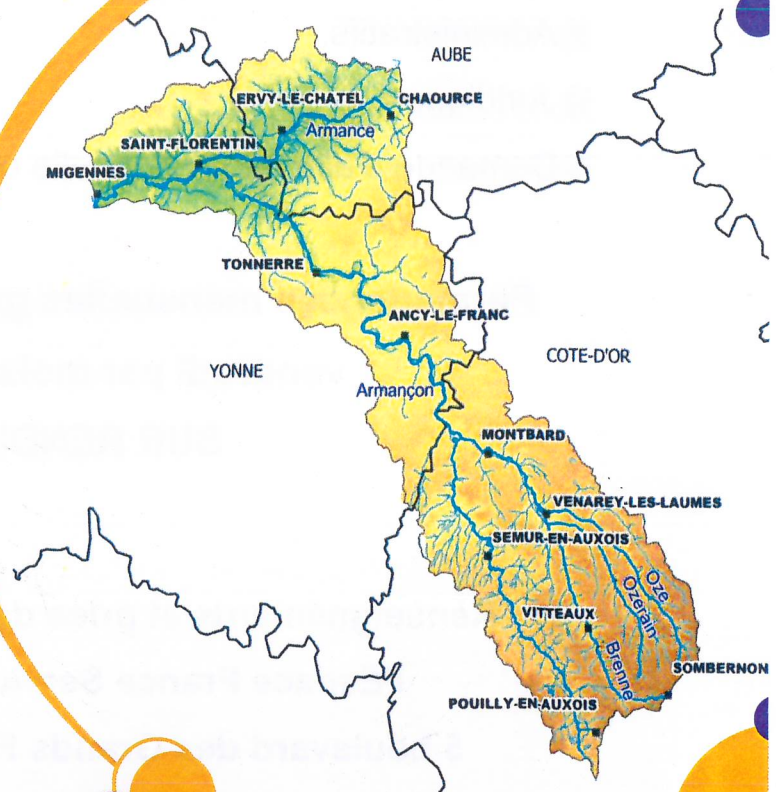 AUBE
ERVY-LE-CHATEL
CHAOURCE
Armance
SAINT-FLORENTIN
MIGENNES
TONNERRE
ANCY-LE-FRANC
COTE-D'OR
YONNE
Armançon
MONTBARD
VENAREY-LES-LAUMES
SEMUR-EN-AUXOIS
Oze
Ozerain
VITTEAUX
Brenne
SOMBERNON
POUILLY-EN-AUXOIS